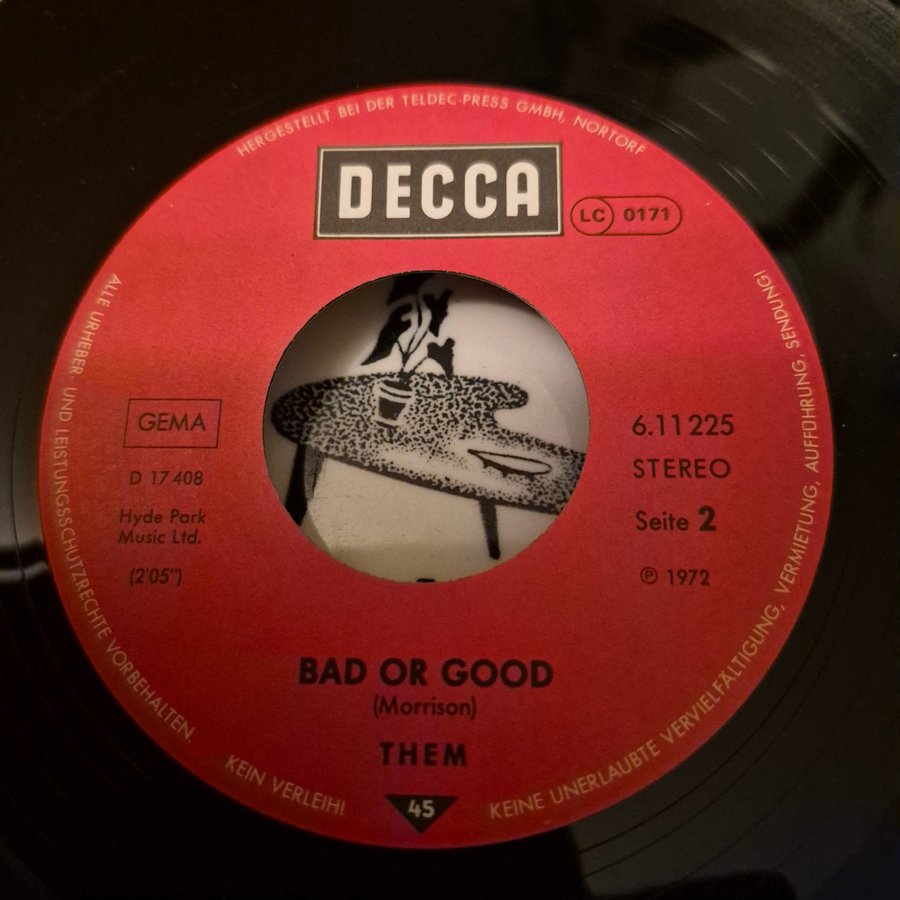 HERGESTELLT BEI DER TELDEC-PRESS GMBH, NORTORF
DECCA
LC 0171
GEMA
D 17 408
Hyde Park
Music Ltd.
(2'05")
6.11 225
STEREO
Seite 2
℗ 1972
BAD OR GOOD
(Morrison)
THEM
45
ALLE URHEBER- UND LEISTUNGSSCHUTZRECHTE VORBEHALTEN.
KEIN VERLEIH!
KEINE UNERLAUBTE VERVIELFÄLTIGUNG, VERMIETUNG, AUFFÜHRUNG, SENDUNG!